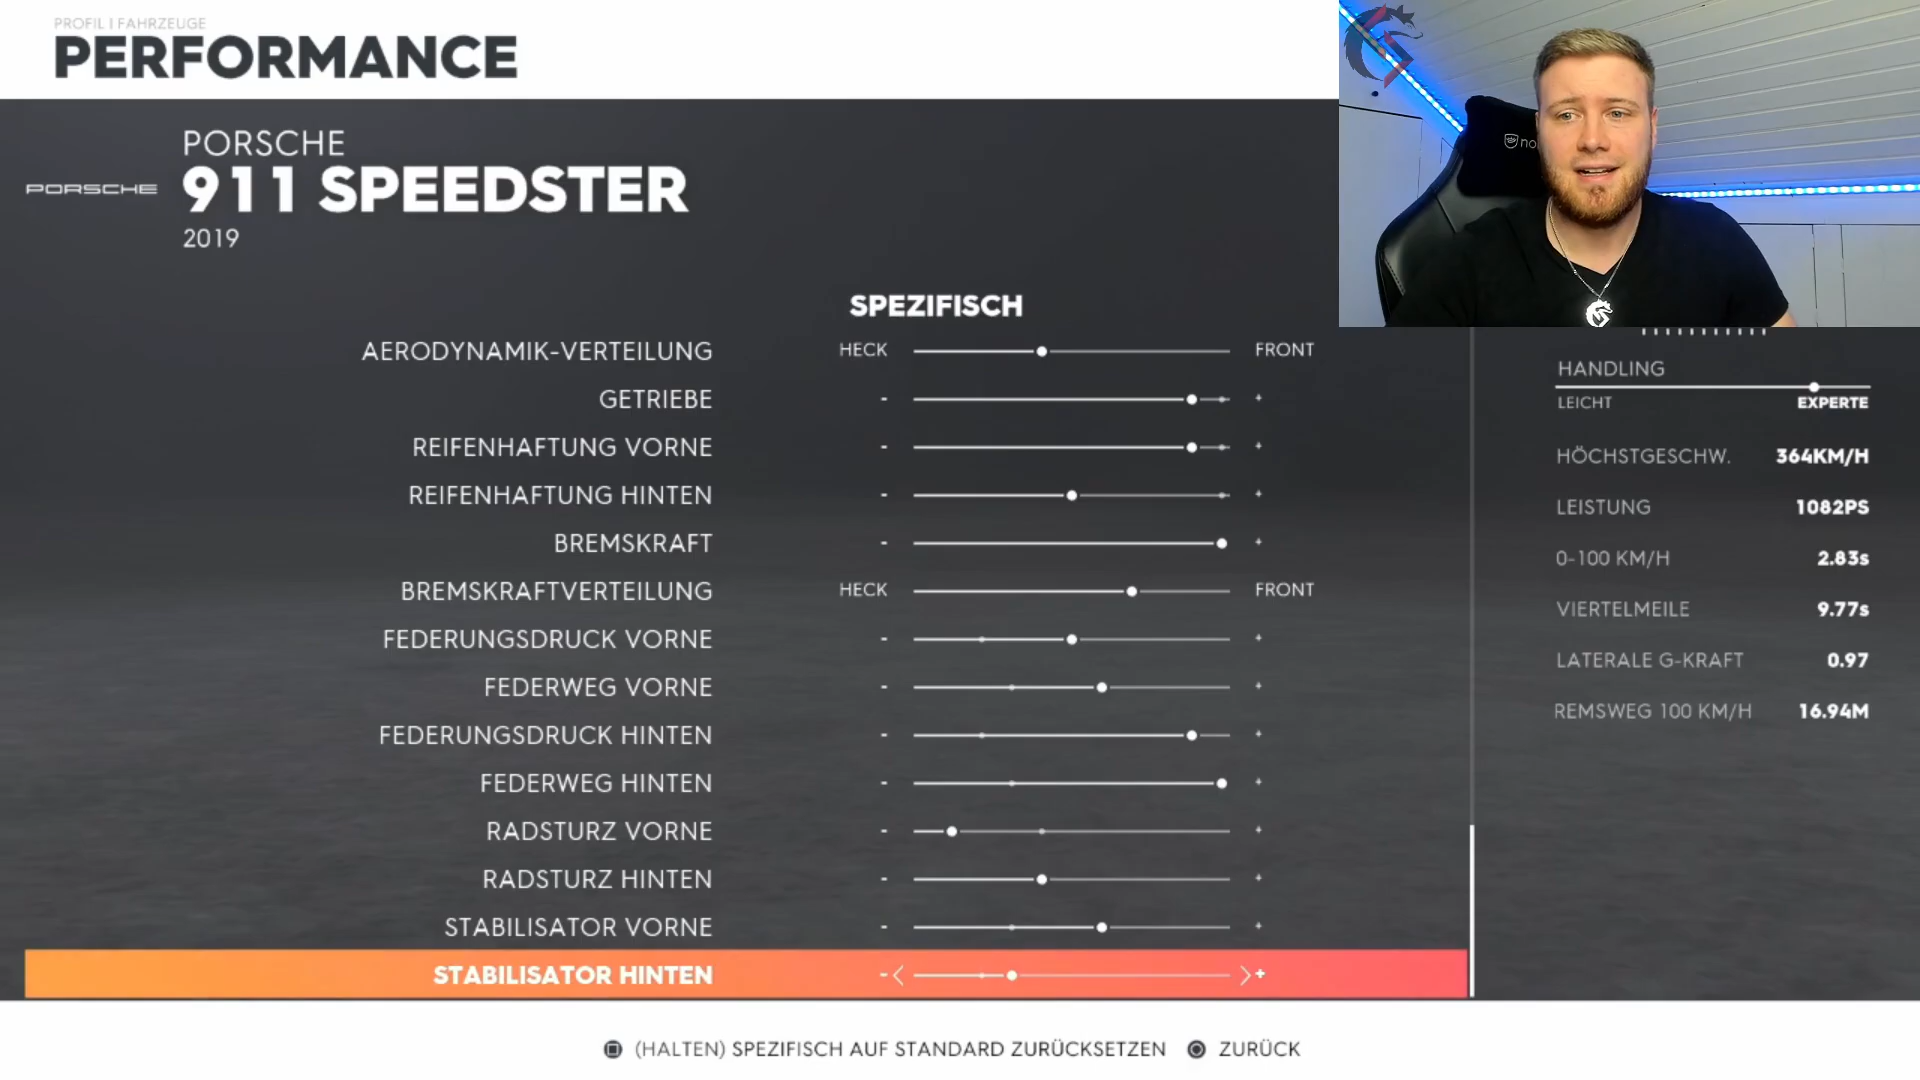 PROFIL | FAHRZEUGE
PERFORMANCE
PORSCHE
PORSCHE
911 SPEEDSTER
2019
SPEZIFISCH
AERODYNAMIK-VERTEILUNG HECK FRONT
GETRIEBE - +
REIFENHAFTUNG VORNE - +
REIFENHAFTUNG HINTEN - +
BREMSKRAFT - +
BREMSKRAFTVERTEILUNG HECK FRONT
FEDERUNGSDRUCK VORNE - +
FEDERWEG VORNE - +
FEDERUNGSDRUCK HINTEN - +
FEDERWEG HINTEN - +
RADSTURZ VORNE - +
RADSTURZ HINTEN - +
STABILISATOR VORNE - +
STABILISATOR HINTEN - < > +
HANDLING
LEICHT EXPERTE
HÖCHSTGESCHW. 364KM/H
LEISTUNG 1082PS
0-100 KM/H 2.83s
VIERTELMEILE 9.77s
LATERALE G-KRAFT 0.97
REMSWEG 100 KM/H 16.94M
(HALTEN) SPEZIFISCH AUF STANDARD ZURÜCKSETZEN ZURÜCK